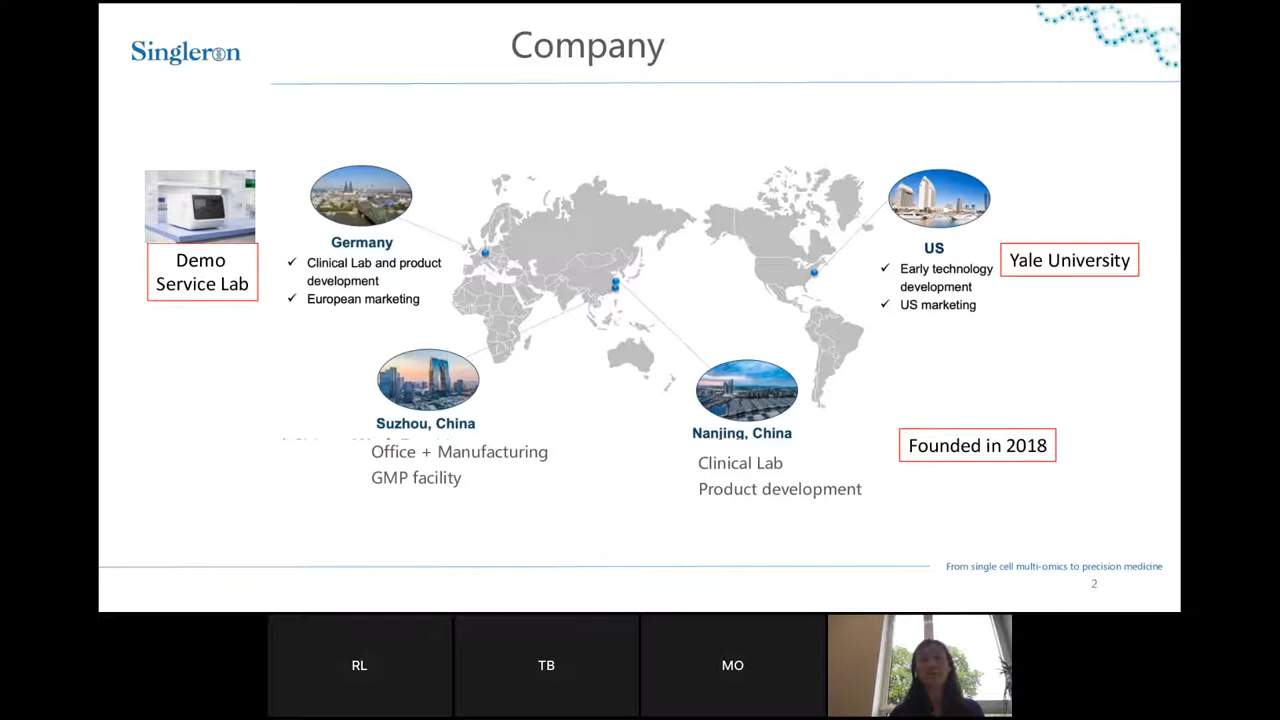 Singleron
Company
Demo
Service Lab
Germany
✓ Clinical Lab and product
development
✓ European marketing
US
✓ Early technology
development
✓ US marketing
Yale University
Suzhou, China
Office + Manufacturing
GMP facility
Nanjing, China
Clinical Lab
Product development
Founded in 2018
From single cell multi-omics to precision medicine
2
RL
TB
MO